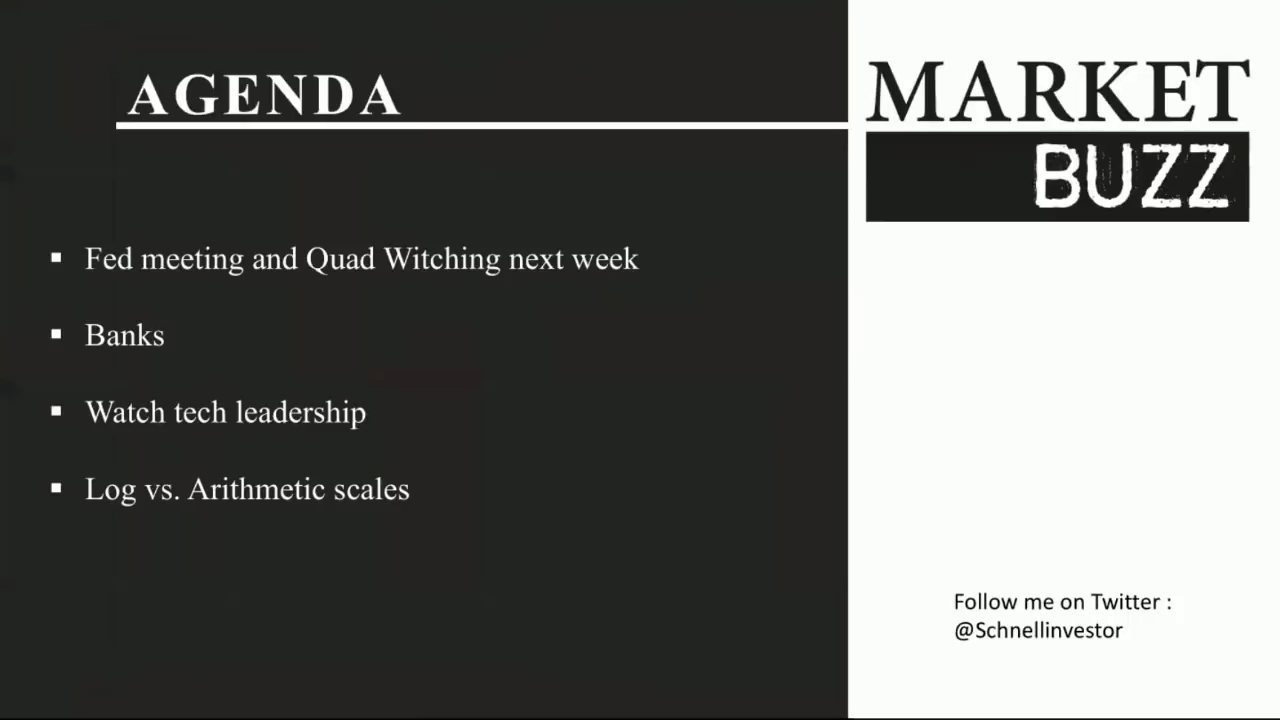 AGENDA
▪ Fed meeting and Quad Witching next week
▪ Banks
▪ Watch tech leadership
▪ Log vs. Arithmetic scales
MARKET
BUZZ
Follow me on Twitter :
@Schnellinvestor